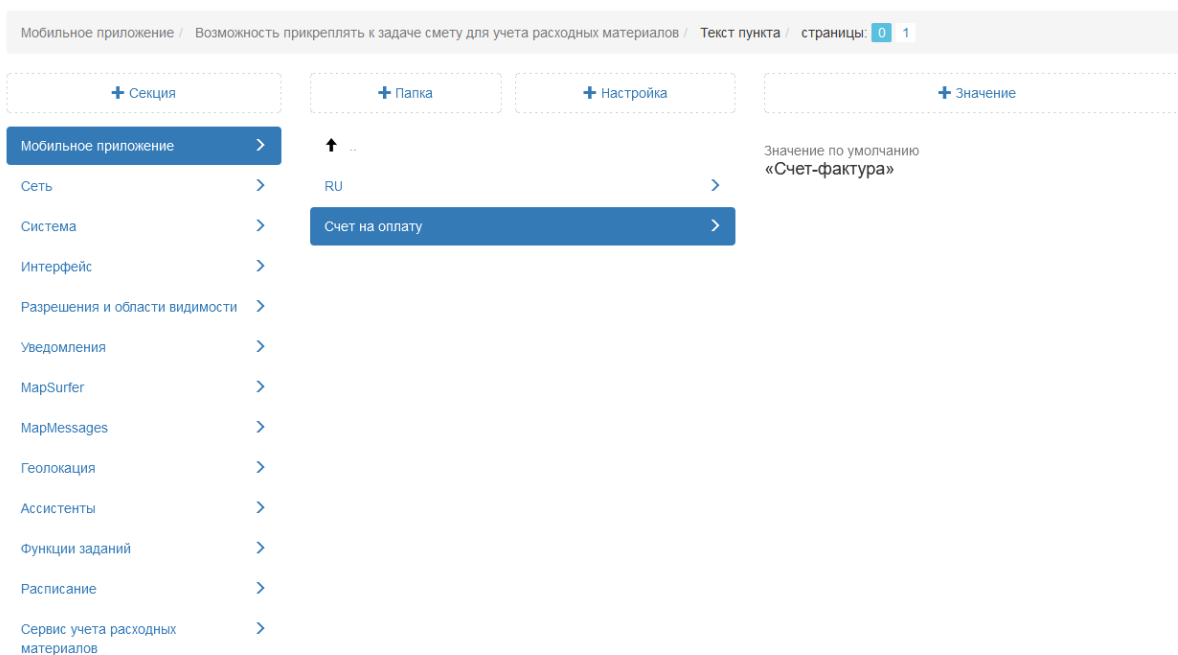 Мобильное приложение / Возможность прикреплять к задаче смету для учета расходных материалов / Текст пункта / страницы: 0 1
+ Секция
+ Папка
+ Настройка
+ Значение
Мобильное приложение
Сеть
Система
Интерфейс
Разрешения и области видимости
Уведомления
MapSurfer
MapMessages
Геолокация
Ассистенты
Функции заданий
Расписание
Сервис учета расходных
материалов
..
RU
Счет на оплату
Значение по умолчанию
«Счет-фактура»